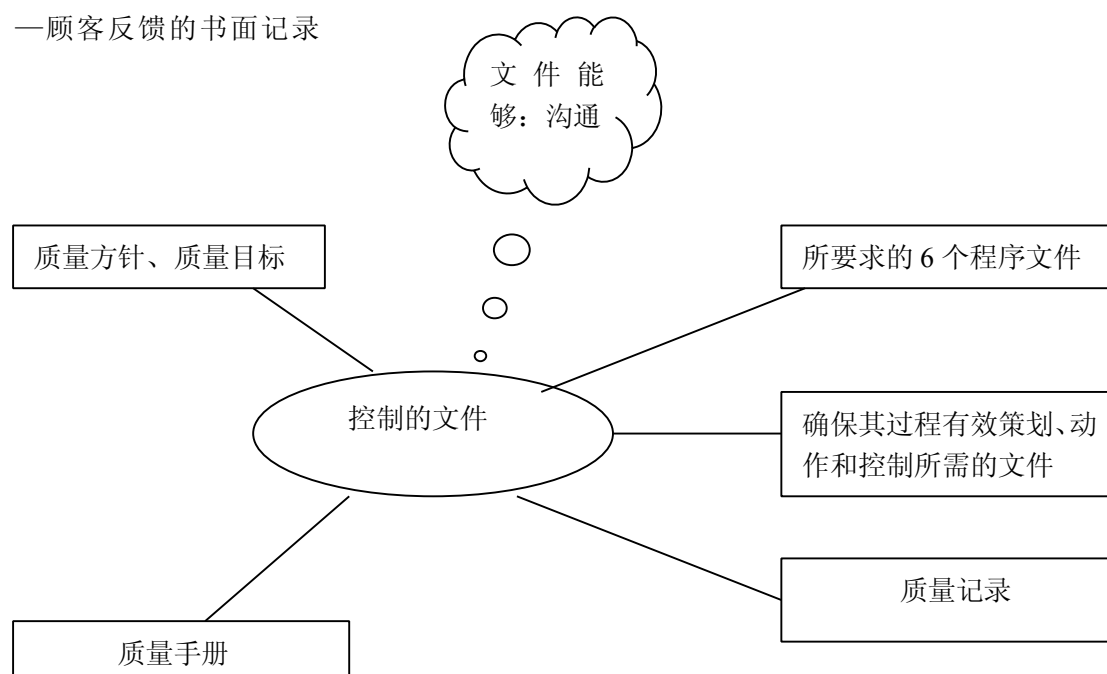 —顾客反馈的书面记录
文件能
够：沟通
质量方针、质量目标
所要求的 6 个程序文件
控制的文件
确保其过程有效策划、动
作和控制所需的文件
质量记录
质量手册